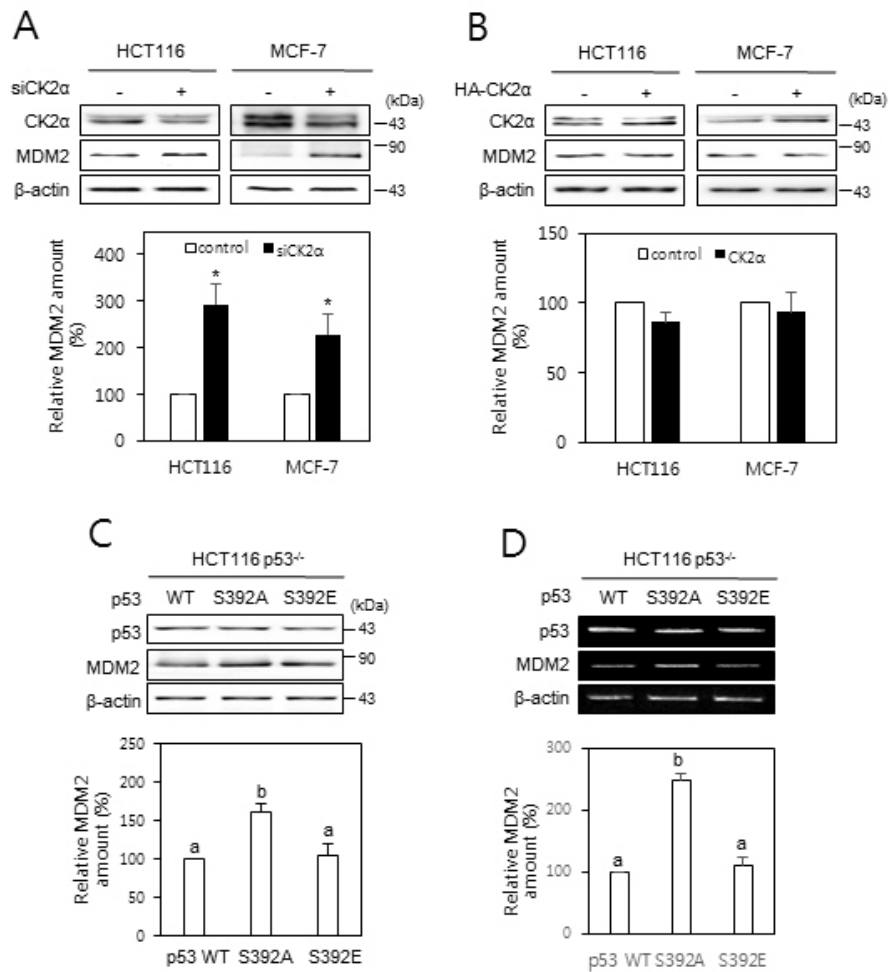 A
HCT116 MCF-7
siCK2α - + - + (kDa)
CK2α 43
MDM2 90
β-actin 43
Relative MDM2 amount (%)
400
300
200
100
0
control siCK2α
* *
HCT116 MCF-7
B
HCT116 MCF-7
HA-CK2α - + - + (kDa)
CK2α 43
MDM2 90
β-actin 43
Relative MDM2 amount (%)
150
100
50
0
control CK2α
HCT116 MCF-7
C
HCT116 p53-/-
p53 WT S392A S392E (kDa)
p53 43
MDM2 90
β-actin 43
Relative MDM2 amount (%)
250
200
150
100
50
0
a b a
p53 WT S392A S392E
D
HCT116 p53-/-
p53 WT S392A S392E
p53
MDM2
β-actin
Relative MDM2 amount (%)
300
200
100
0
a b a
p53 WT S392A S392E